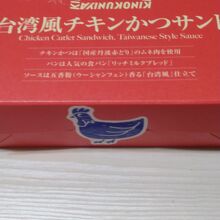 KINOKUNIYA
台湾風チキンかつサンド
Chicken Cutlet Sandwich, Taiwanese Style Sauce
チキンかつは「国産丹波赤どり」のムネ肉を使用
パンは人気の食パン「リッチミルクブレッド」
ソースは五香粉(ウーシャンフェン)香る「台湾風」仕立て